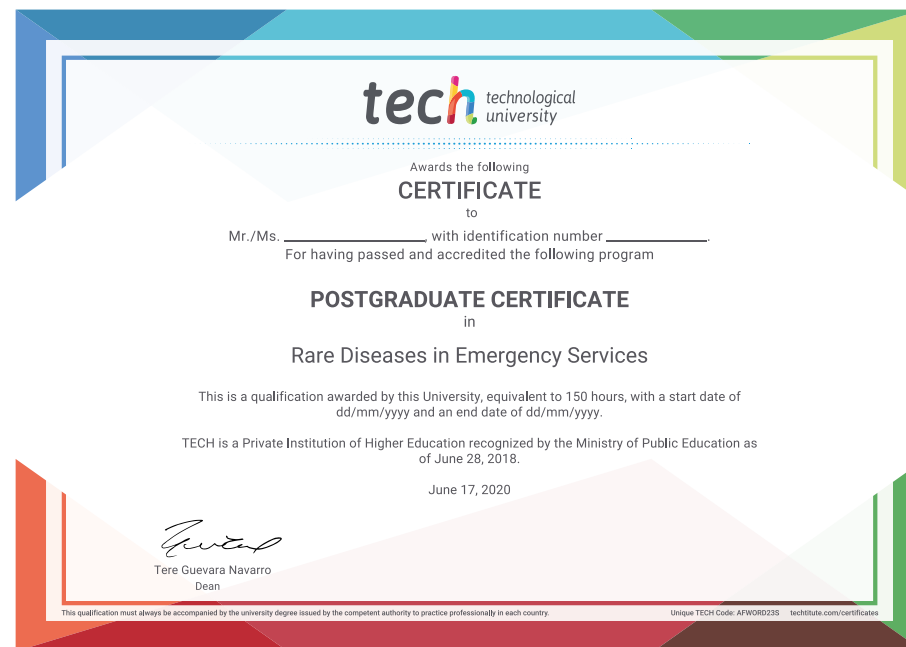 tech technological
university
Awards the following
CERTIFICATE
to
Mr./Ms. ____________________, with identification number ______________.
For having passed and accredited the following program
POSTGRADUATE CERTIFICATE
in
Rare Diseases in Emergency Services
This is a qualification awarded by this University, equivalent to 150 hours, with a start date of
dd/mm/yyyy and an end date of dd/mm/yyyy.
TECH is a Private Institution of Higher Education recognized by the Ministry of Public Education as
of June 28, 2018.
June 17, 2020
Tere Guevara Navarro
Dean
This qualification must always be accompanied by the university degree issued by the competent authority to practice professionally in each country.
Unique TECH Code: AFWORD23S techtitute.com/certificates